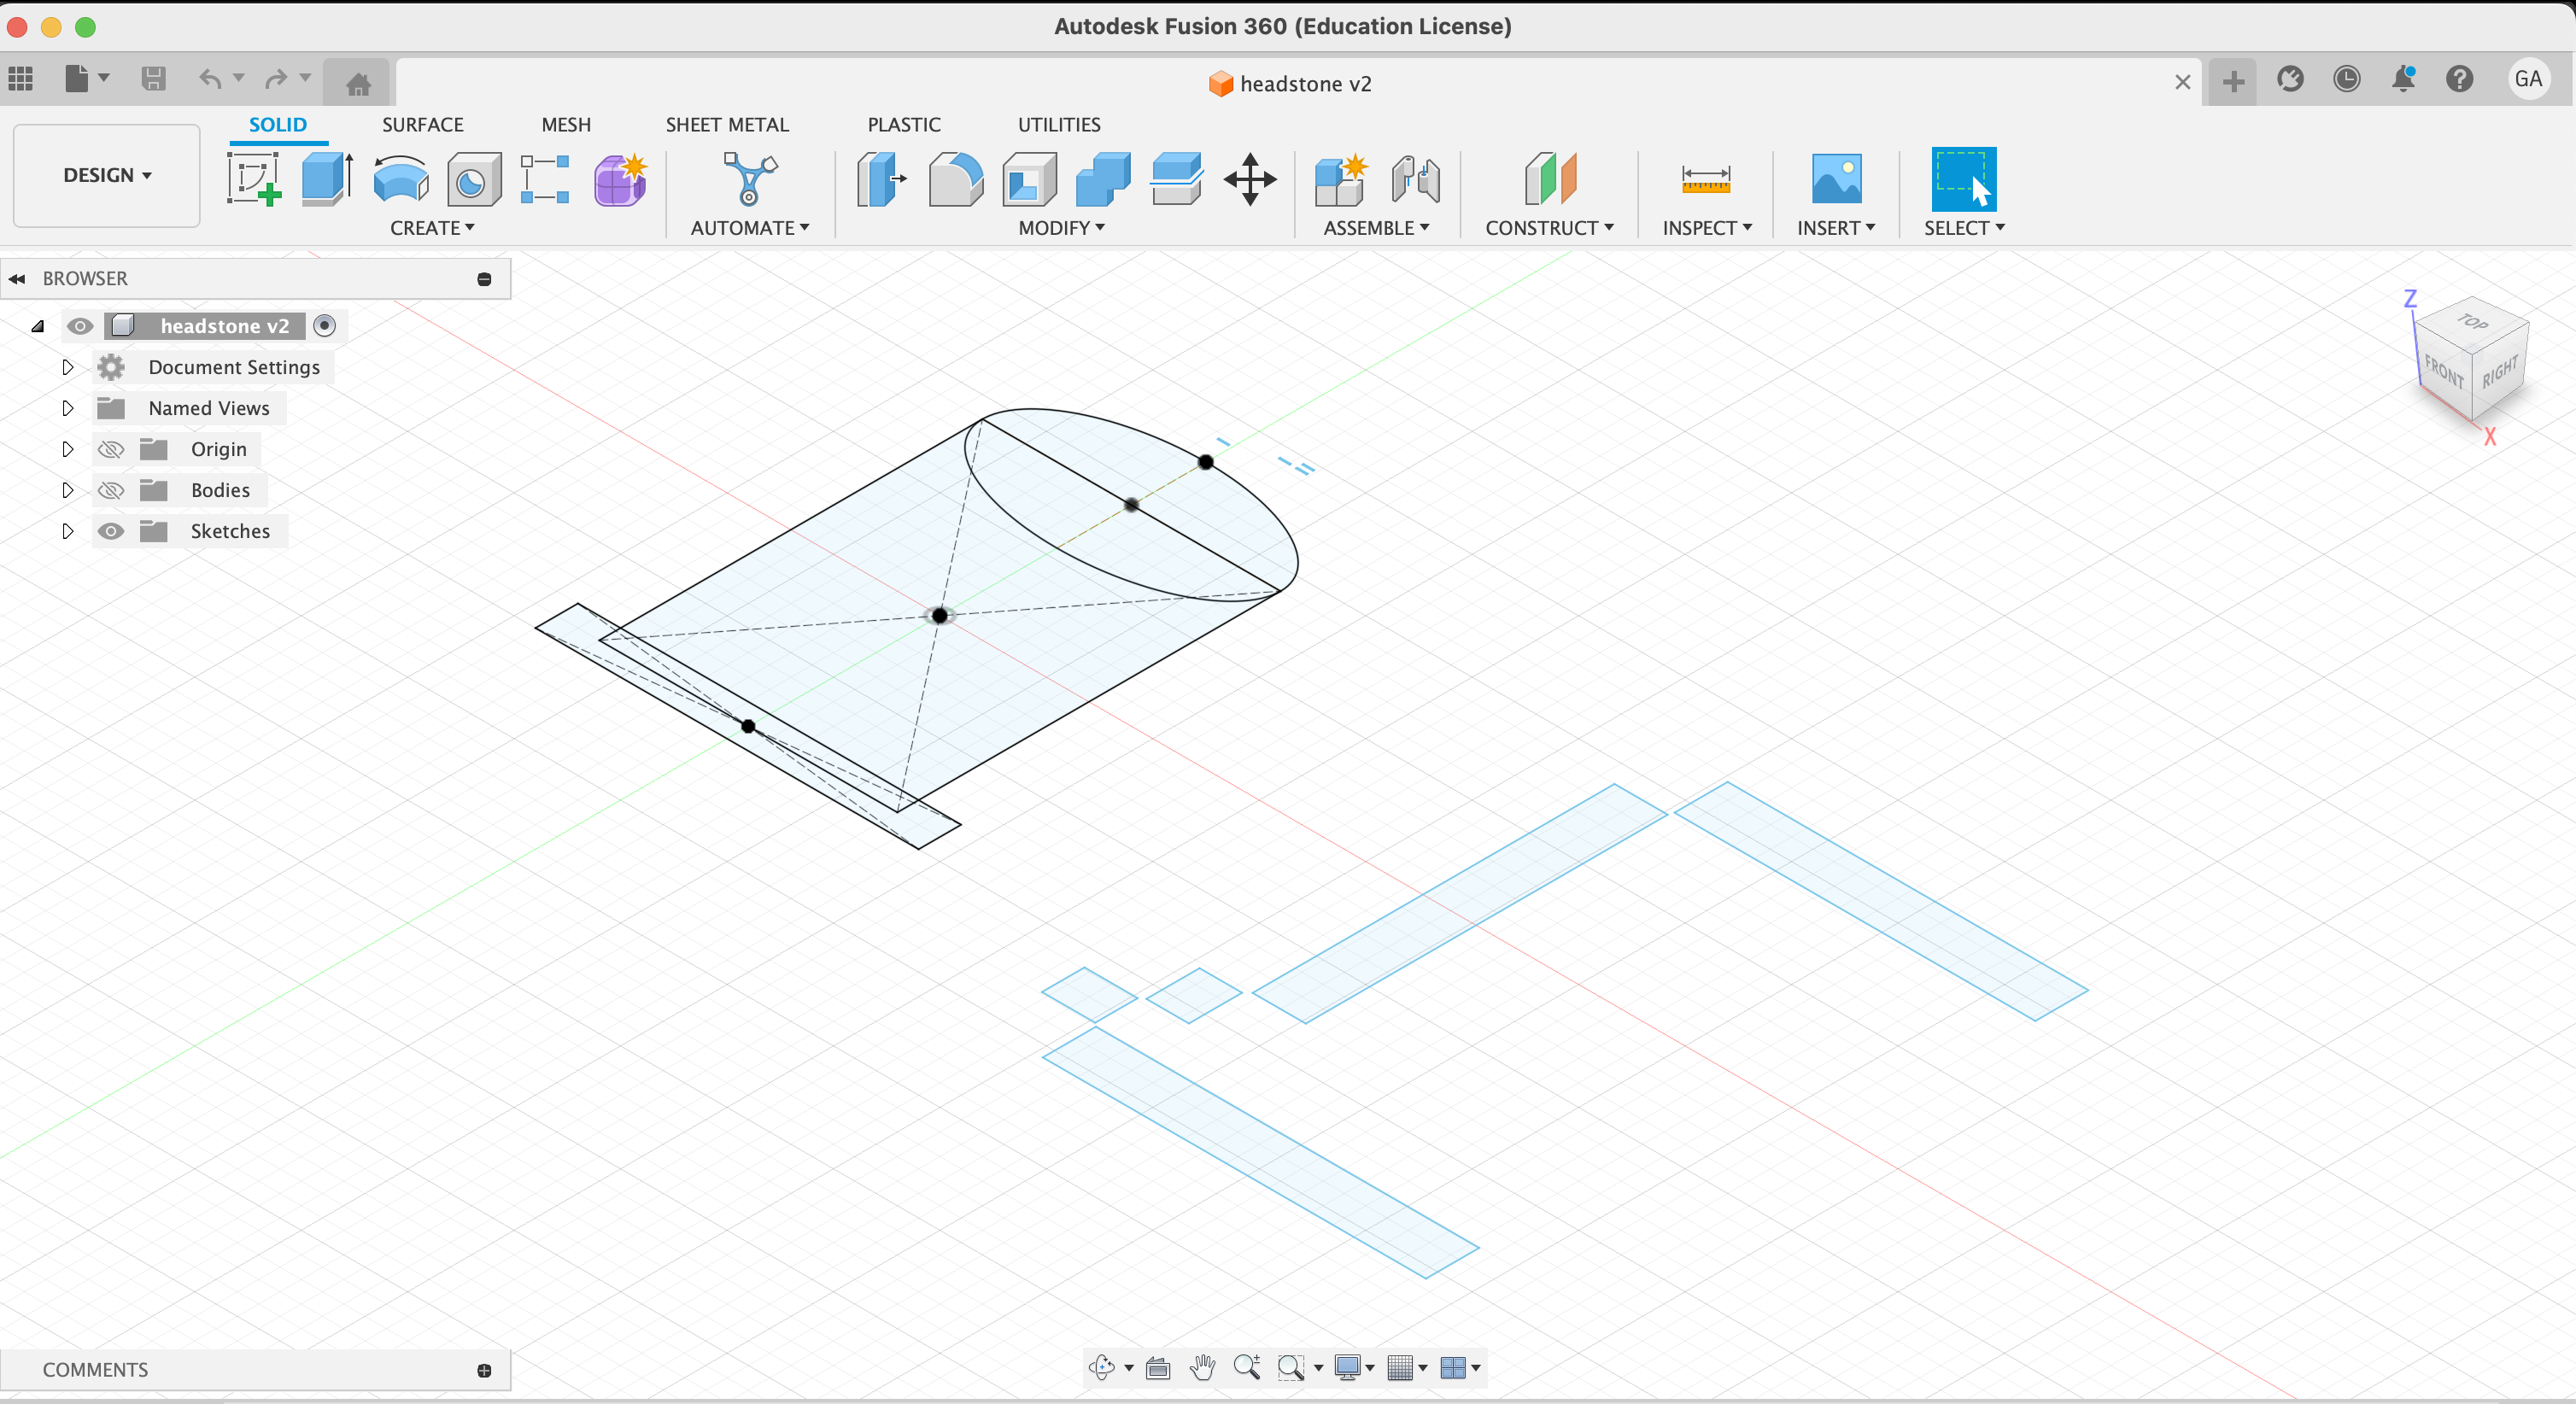 Autodesk Fusion 360 (Education License)
headstone v2
GA
SOLID SURFACE MESH SHEET METAL PLASTIC UTILITIES
DESIGN
CREATE AUTOMATE MODIFY ASSEMBLE CONSTRUCT INSPECT INSERT SELECT
BROWSER
headstone v2
Document Settings
Named Views
Origin
Bodies
Sketches
Z
TOP
FRONT
RIGHT
X
COMMENTS